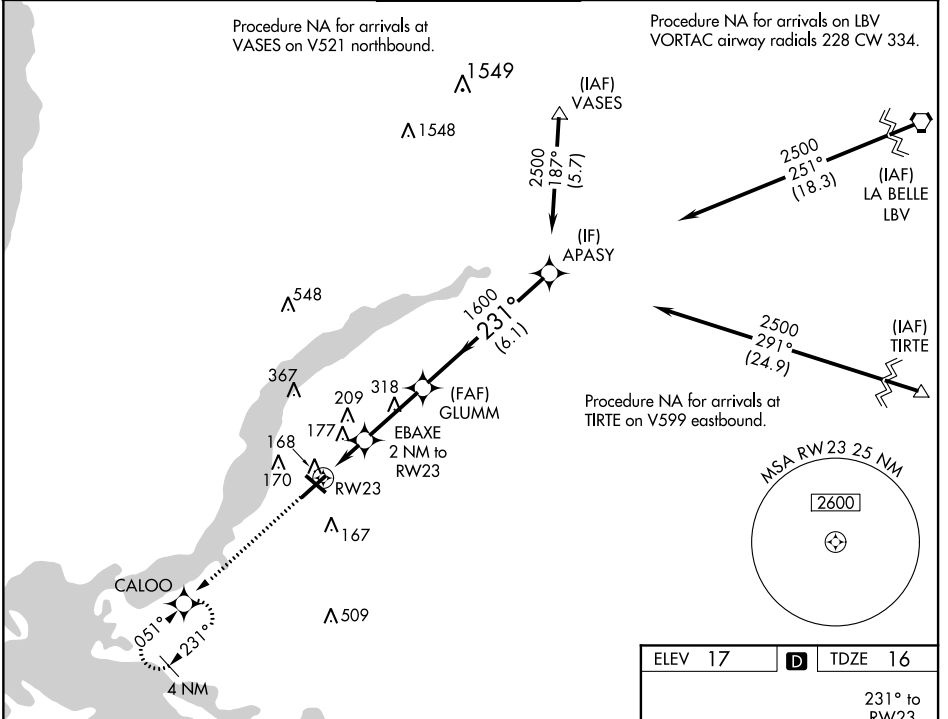 Procedure NA for arrivals at
VASES on V521 northbound.
Procedure NA for arrivals on LBV
VORTAC airway radials 228 CW 334.
1549
1548
(IAF)
VASES
2500
187°
(5.7)
2500
251°
(18.3)
(IAF)
LA BELLE
LBV
(IF)
APASY
548
1600
231°
(6.1)
2500
291°
(24.9)
(IAF)
TIRTE
367
209
318
(FAF)
GLUMM
Procedure NA for arrivals at
TIRTE on V599 eastbound.
177
EBAXE
2 NM to
RW23
168
170
RW23
MSA RW23 25 NM
2600
167
CALOO
509
051°
231°
4 NM
ELEV 17
D
TDZE 16
231° to
RW23